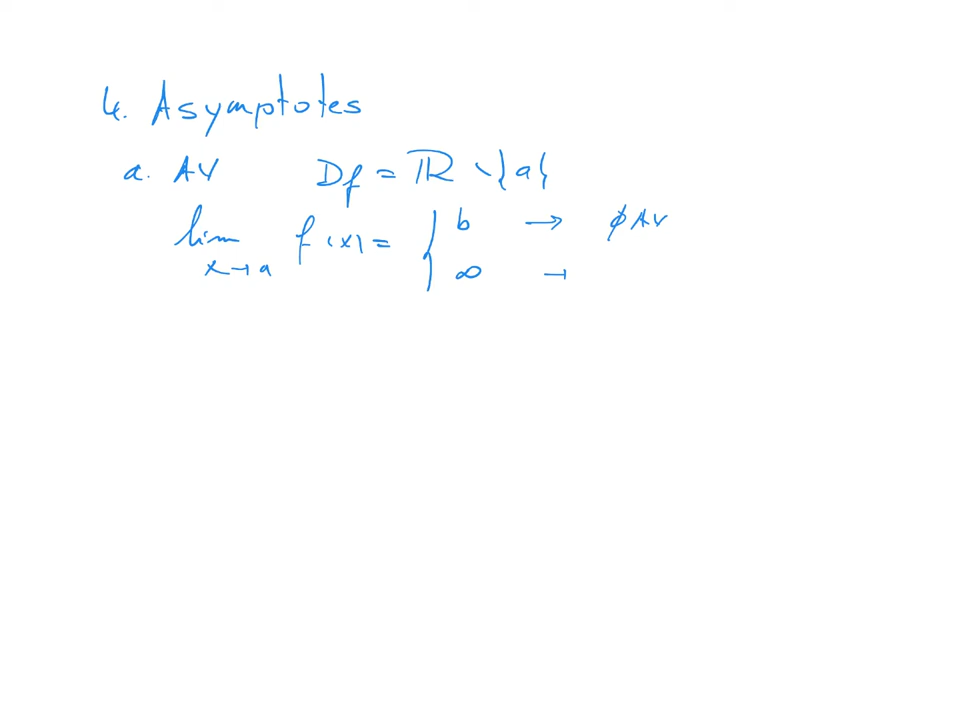 4. Asymptotes
a. AV Df = ℝ \ {a}
lim x→a f(x) = { b → ∅ AV
∞ →